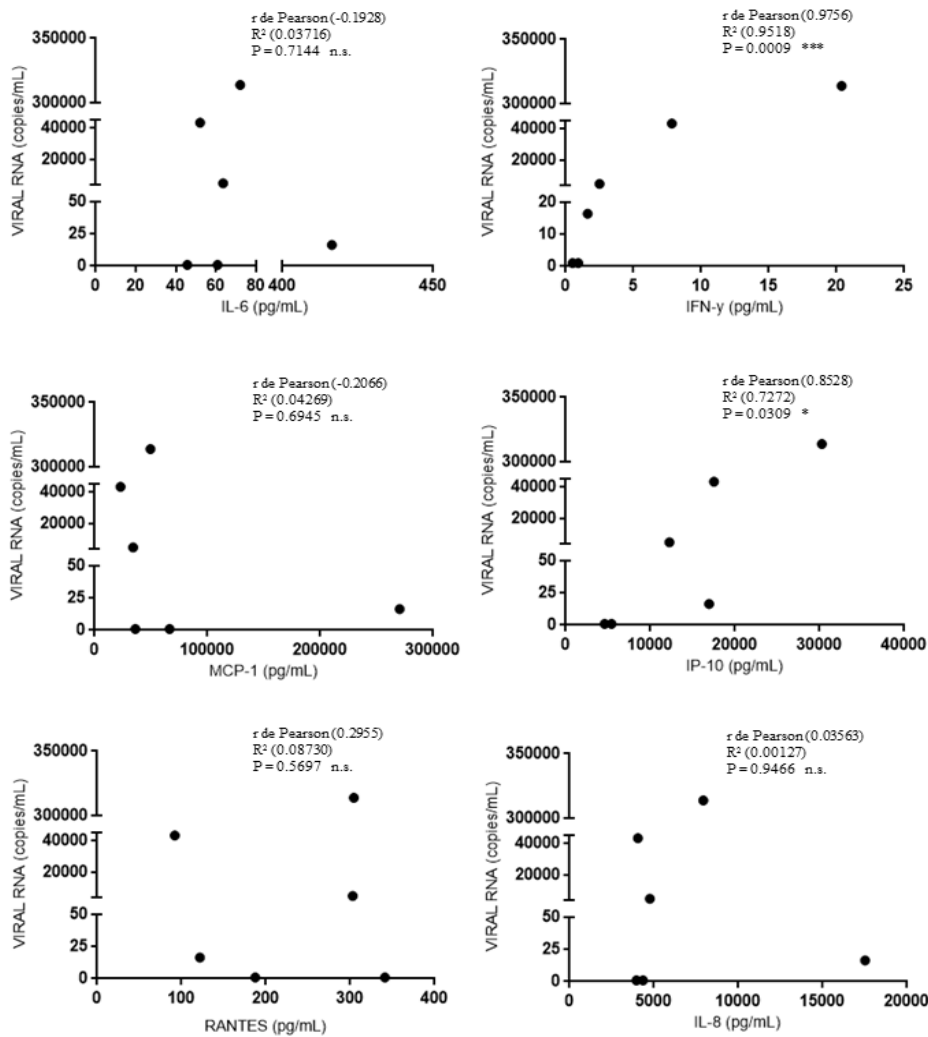 r de Pearson (-0.1928)
R² (0.03716)
P = 0.7144 n.s.
VIRAL RNA (copies/mL)
350000
300000
40000
20000
50
25
0
0 20 40 60 80 400 450
IL-6 (pg/mL)
r de Pearson (0.9756)
R² (0.9518)
P = 0.0009 ***
VIRAL RNA (copies/mL)
350000
300000
40000
20000
20
10
0
0 5 10 15 20 25
IFN-y (pg/mL)
r de Pearson (-0.2066)
R² (0.04269)
P = 0.6945 n.s.
VIRAL RNA (copies/mL)
350000
300000
40000
20000
50
25
0
0 100000 200000 300000
MCP-1 (pg/mL)
r de Pearson (0.8528)
R² (0.7272)
P = 0.0309 *
VIRAL RNA (copies/mL)
350000
300000
40000
20000
50
25
0
0 10000 20000 30000 40000
IP-10 (pg/mL)
r de Pearson (0.2955)
R² (0.08730)
P = 0.5697 n.s.
VIRAL RNA (copies/mL)
350000
300000
40000
20000
50
25
0
0 100 200 300 400
RANTES (pg/mL)
r de Pearson (0.03563)
R² (0.00127)
P = 0.9466 n.s.
VIRAL RNA (copies/mL)
350000
300000
40000
20000
50
25
0
0 5000 10000 15000 20000
IL-8 (pg/mL)